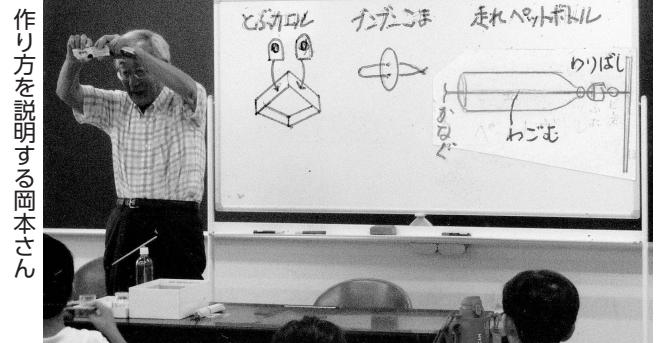 作り方を説明する岡本さん
とぶカエル
ブンブンごま
走れペットボトル
わりばし
わごむ
かなぐ